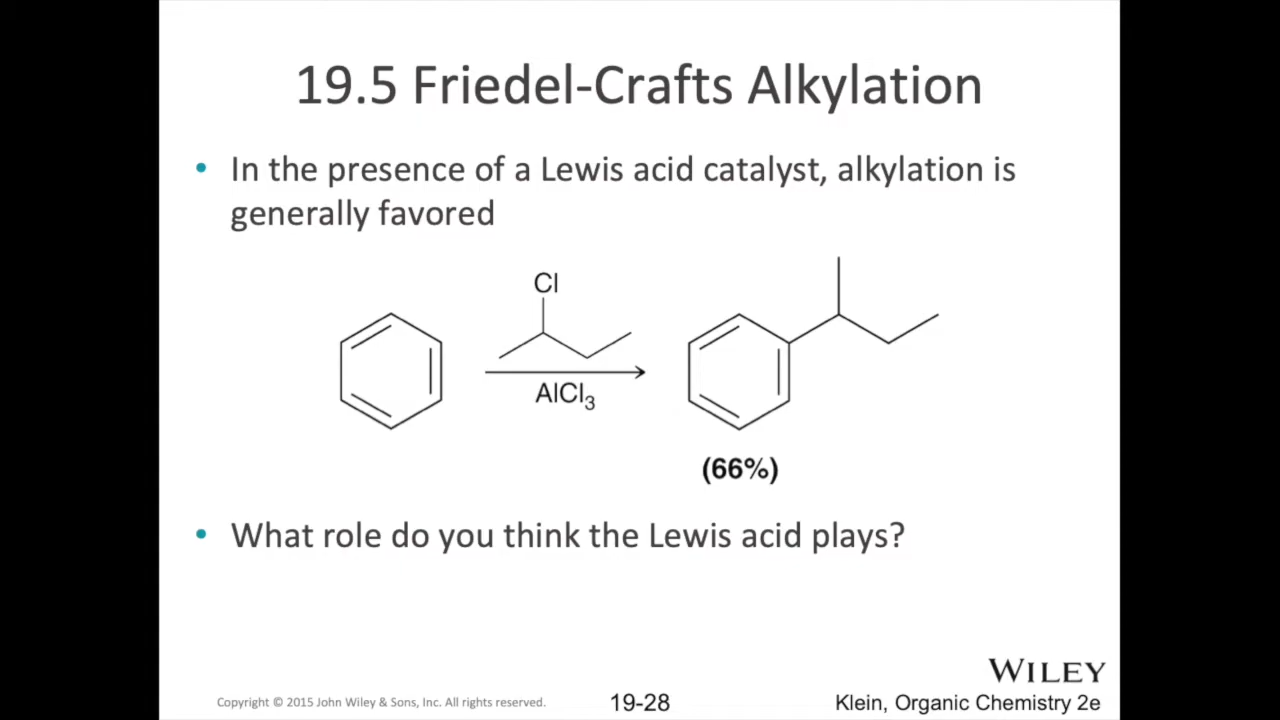 19.5 Friedel-Crafts Alkylation
• In the presence of a Lewis acid catalyst, alkylation is
generally favored
Cl
AlCl₃
(66%)
• What role do you think the Lewis acid plays?
WILEY
Copyright © 2015 John Wiley & Sons, Inc. All rights reserved.
19-28
Klein, Organic Chemistry 2e